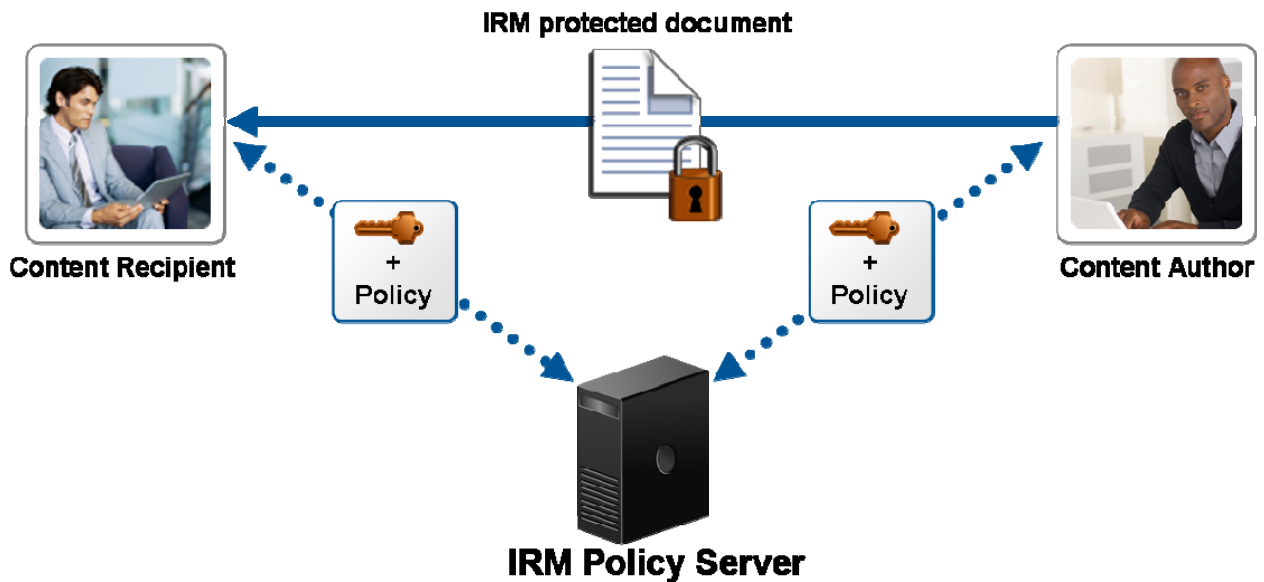 IRM protected document
Content Recipient
Content Author
+
Policy
+
Policy
IRM Policy Server